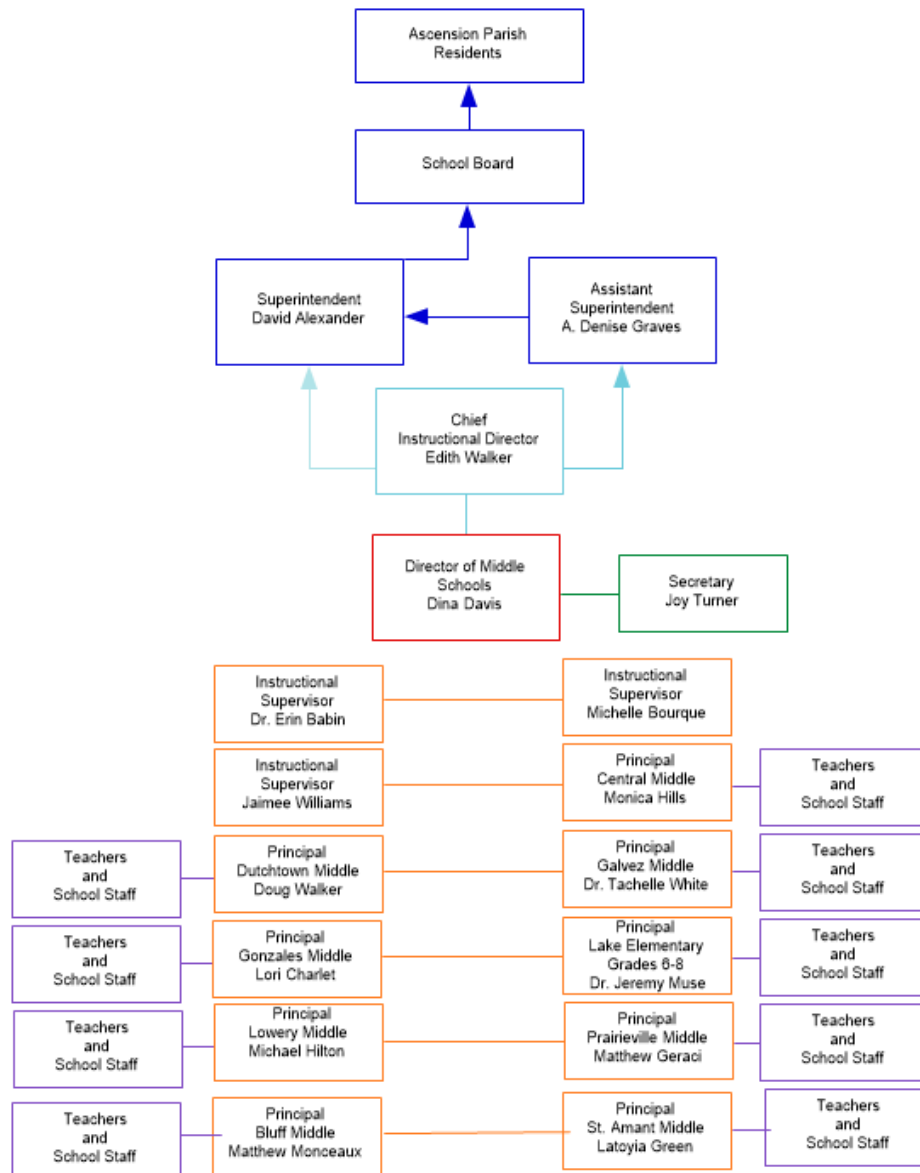 Ascension Parish
Residents
School Board
Superintendent
David Alexander
Assistant
Superintendent
A. Denise Graves
Chief
Instructional Director
Edith Walker
Director of Middle
Schools
Dina Davis
Secretary
Joy Turner
Instructional
Supervisor
Dr. Erin Babin
Instructional
Supervisor
Michelle Bourque
Instructional
Supervisor
Jaimee Williams
Principal
Central Middle
Monica Hills
Teachers
and
School Staff
Teachers
and
School Staff
Principal
Dutchtown Middle
Doug Walker
Principal
Galvez Middle
Dr. Tachelle White
Teachers
and
School Staff
Teachers
and
School Staff
Principal
Gonzales Middle
Lori Charlet
Principal
Lake Elementary
Grades 6-8
Dr. Jeremy Muse
Teachers
and
School Staff
Teachers
and
School Staff
Principal
Lowery Middle
Michael Hilton
Principal
Prairieville Middle
Matthew Geraci
Teachers
and
School Staff
Teachers
and
School Staff
Principal
Bluff Middle
Matthew Monceaux
Principal
St. Amant Middle
Latoyia Green
Teachers
and
School Staff